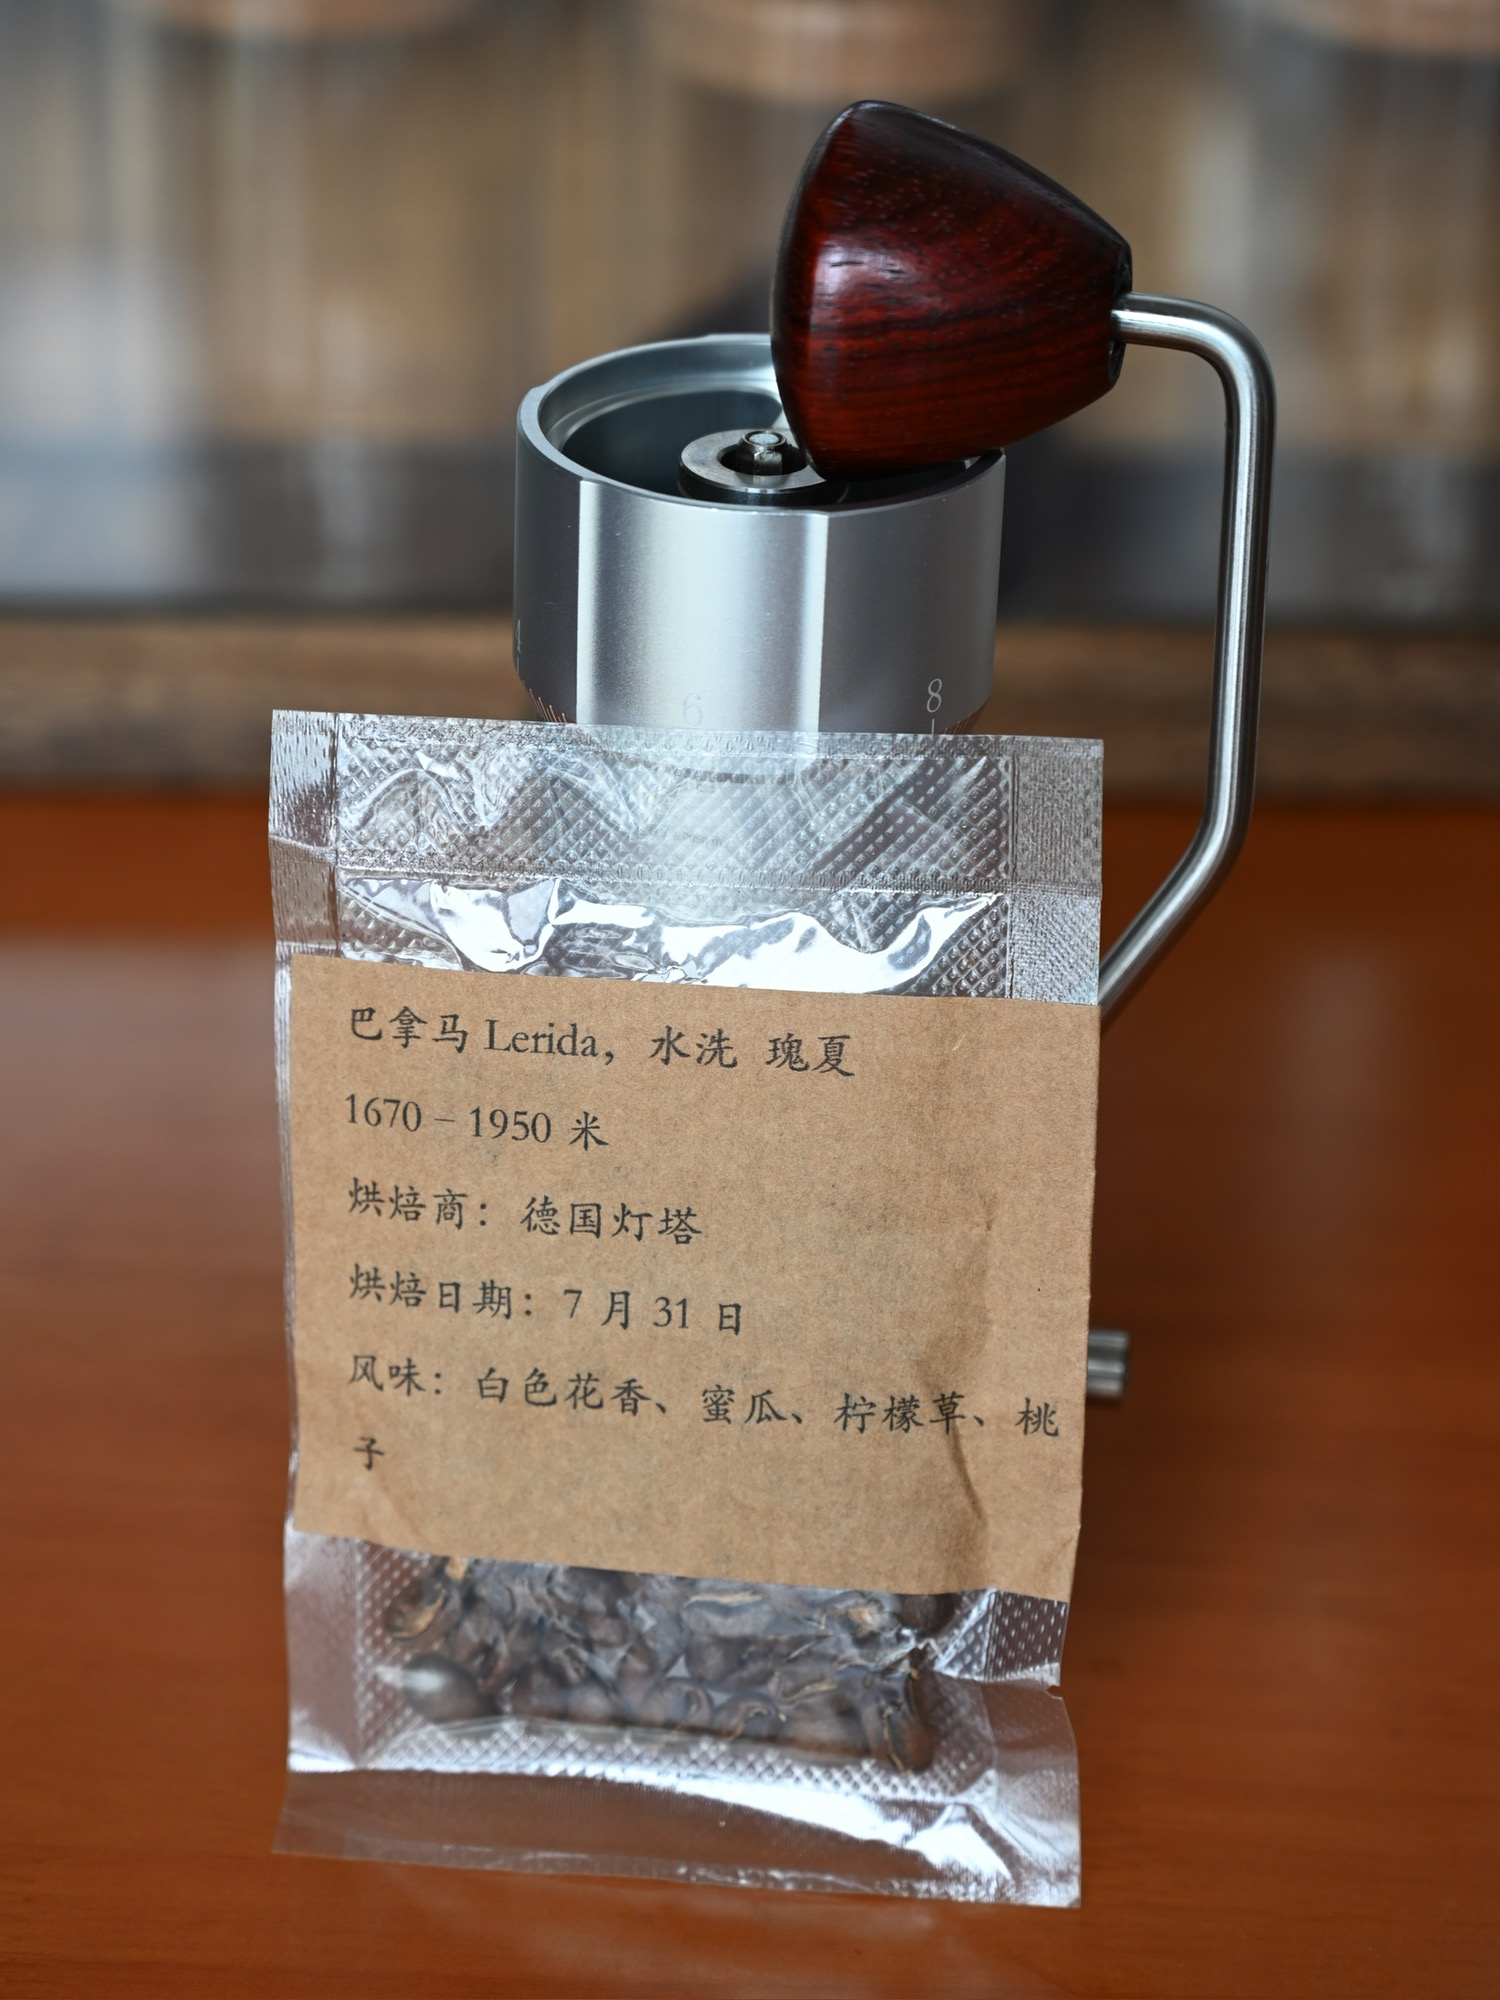 6
8
巴拿马 Lerida，水洗 瑰夏
1670 – 1950 米
烘焙商：德国灯塔
烘焙日期：7 月 31 日
风味：白色花香、蜜瓜、柠檬草、桃
子